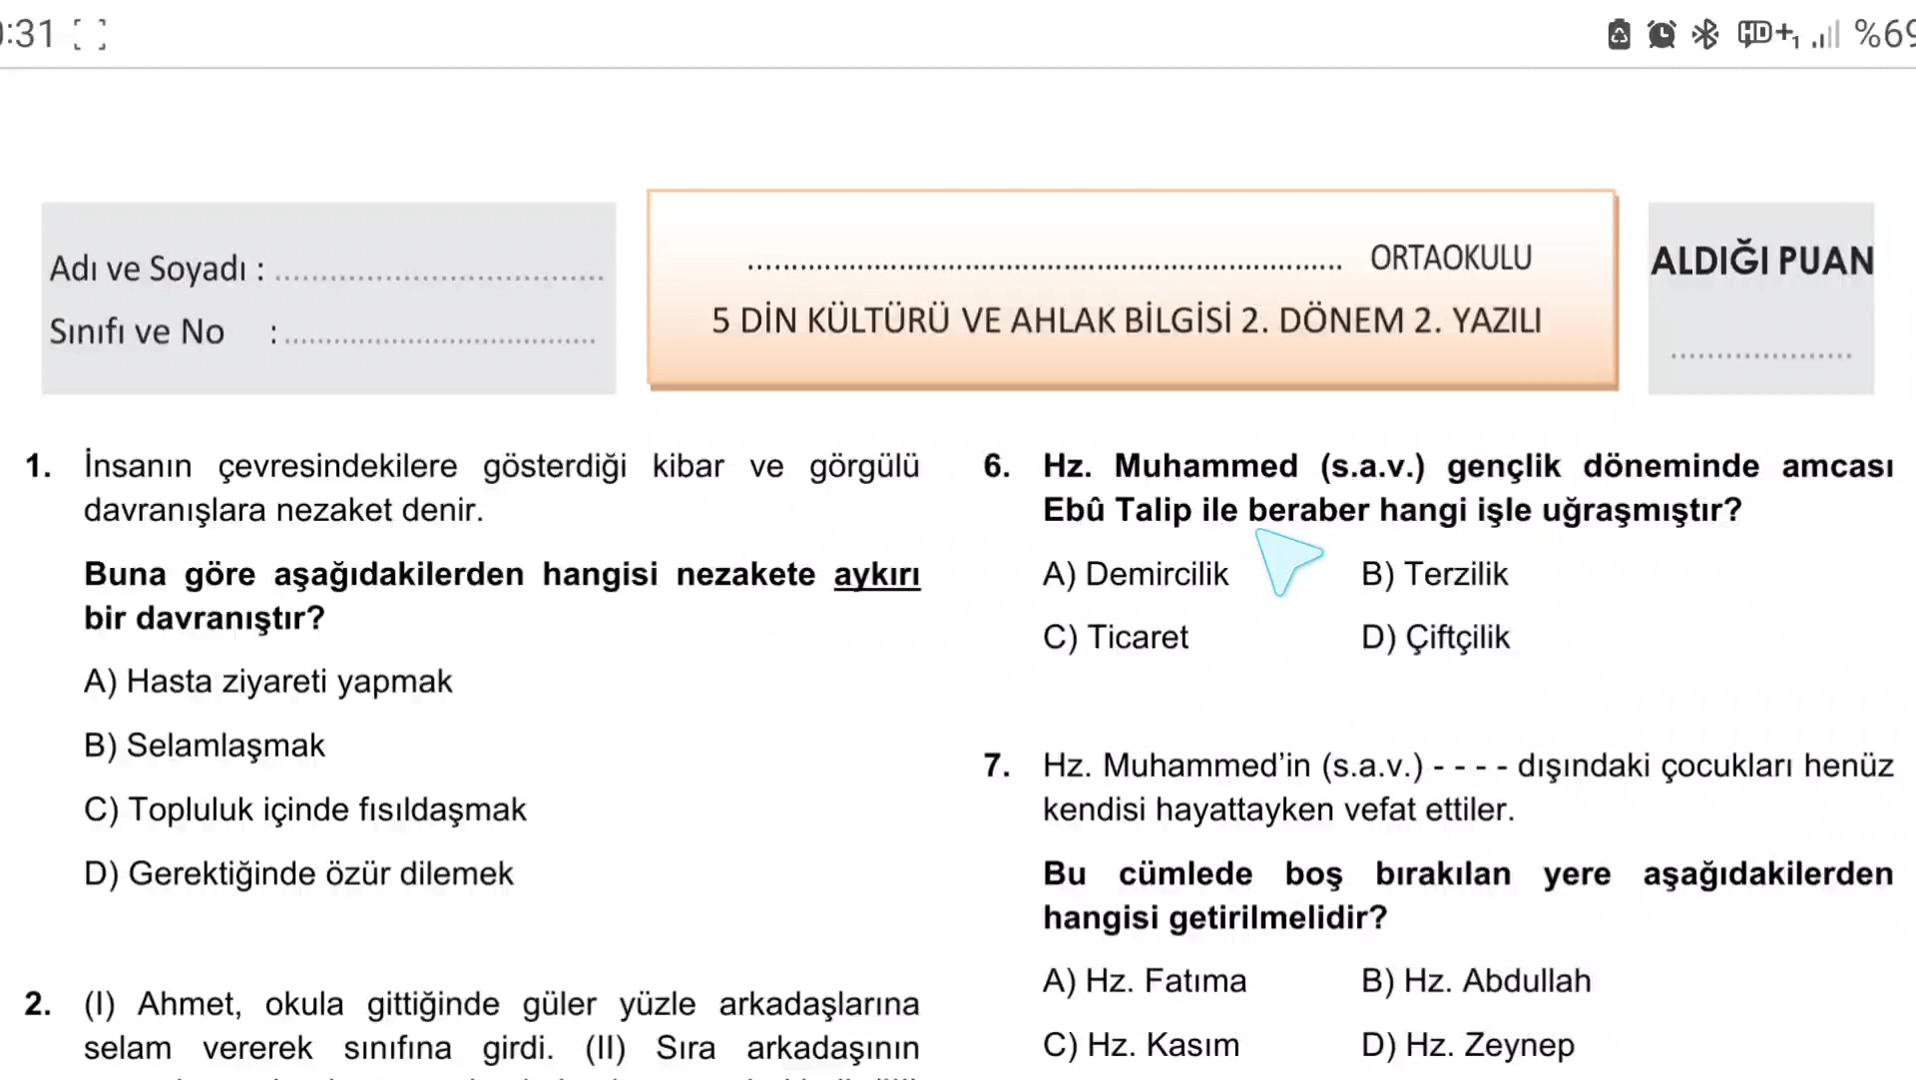 :31
HD+1 %69
Adı ve Soyadı : ........................................
Sınıfı ve No : ......................................
................................................................ ORTAOKULU
5 DİN KÜLTÜRÜ VE AHLAK BİLGİSİ 2. DÖNEM 2. YAZILI
ALDIĞI PUAN
....................
1. İnsanın çevresindekilere gösterdiği kibar ve görgülü
davranışlara nezaket denir.
Buna göre aşağıdakilerden hangisi nezakete aykırı
bir davranıştır?
A) Hasta ziyareti yapmak
B) Selamlaşmak
C) Topluluk içinde fısıldaşmak
D) Gerektiğinde özür dilemek
2. (I) Ahmet, okula gittiğinde güler yüzle arkadaşlarına
selam vererek sınıfına girdi. (II) Sıra arkadaşının
6. Hz. Muhammed (s.a.v.) gençlik döneminde amcası
Ebû Talip ile beraber hangi işle uğraşmıştır?
A) Demircilik B) Terzilik
C) Ticaret D) Çiftçilik
7. Hz. Muhammed’in (s.a.v.) - - - - dışındaki çocukları henüz
kendisi hayattayken vefat ettiler.
Bu cümlede boş bırakılan yere aşağıdakilerden
hangisi getirilmelidir?
A) Hz. Fatıma B) Hz. Abdullah
C) Hz. Kasım D) Hz. Zeynep